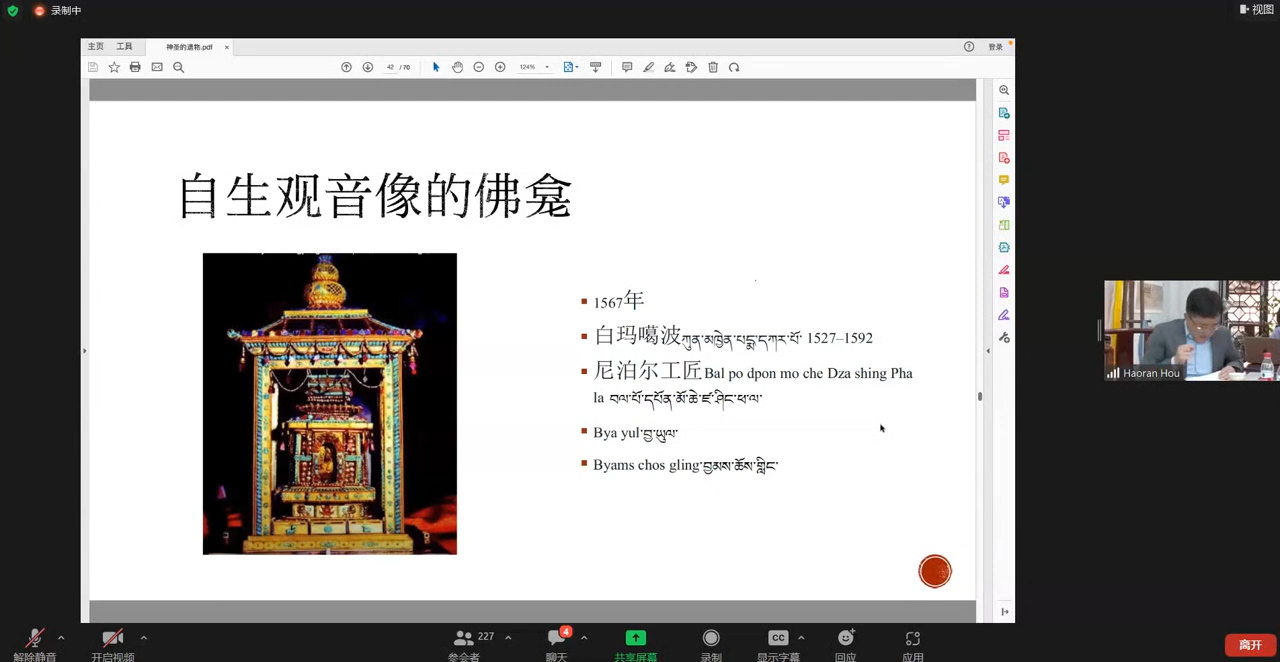 录制中
视图
主页 工具 神圣的遗物.pdf × 登录
42 / 70 124%
自生观音像的佛龛
1567年
白玛噶波ཀུན་མཁྱེན་པདྨ་དཀར་པོ་ 1527–1592
尼泊尔工匠Bal po dpon mo che Dza shing Pha
la བལ་པོ་དཔོན་མོ་ཆེ་ཛ་ཤིང་ཕ་ལ་
Bya yul་བྱ་ཡུལ་
Byams chos gling་བྱམས་ཆོས་གླིང་
Haoran Hou
227 4 CC
解除静音 开启视频 参会者 聊天 共享屏幕 录制 显示字幕 回应 应用 离开